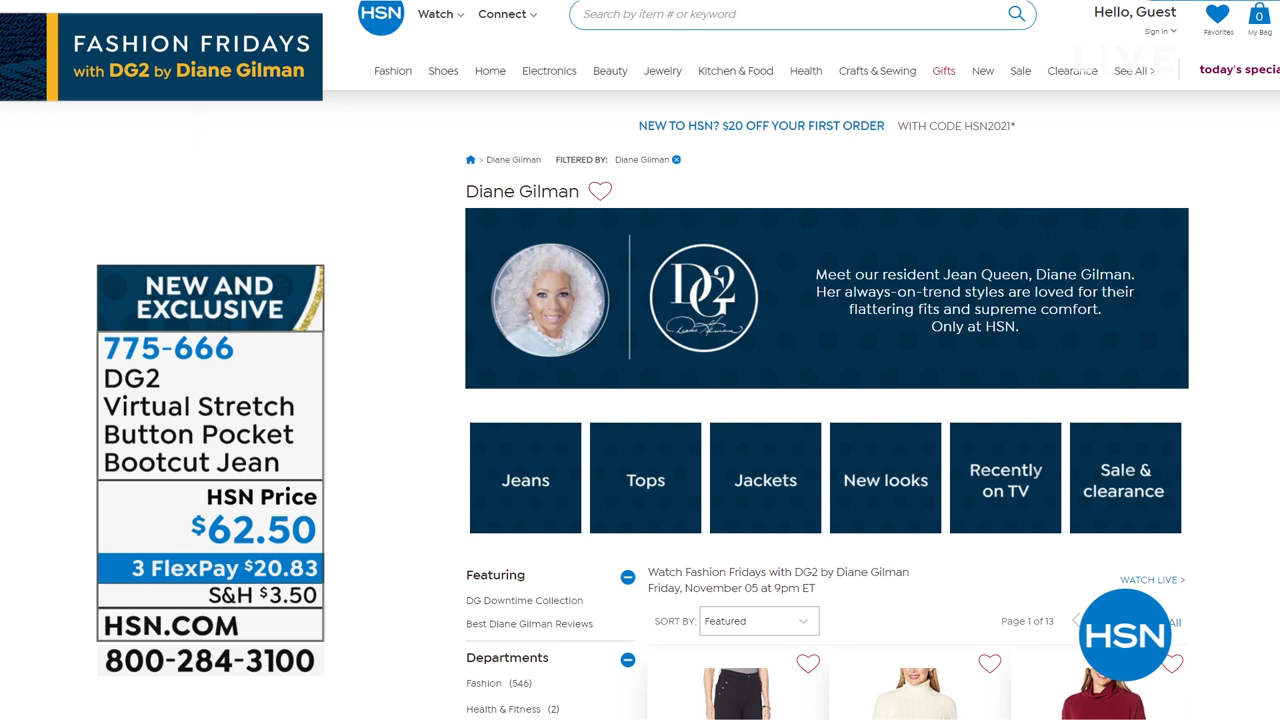 FASHION FRIDAYS
with DG2 by Diane Gilman
NEW AND
EXCLUSIVE
775-666
DG2
Virtual Stretch
Button Pocket
Bootcut Jean
HSN Price
$62.50
3 FlexPay $20.83
S&H $3.50
HSN.COM
800-284-3100
HSN
Watch
Connect
Search by item # or keyword
Hello, Guest
Sign In
Favorites
0
My Bag
LIVE
Fashion Shoes Home Electronics Beauty Jewelry Kitchen & Food Health Crafts & Sewing Gifts New Sale Clearance See All >
today's specia
NEW TO HSN? $20 OFF YOUR FIRST ORDER WITH CODE HSN2021*
> Diane Gilman FILTERED BY: Diane Gilman
Diane Gilman
DG2
Diane Gilman
Meet our resident Jean Queen, Diane Gilman.
Her always-on-trend styles are loved for their
flattering fits and supreme comfort.
Only at HSN.
Jeans
Tops
Jackets
New looks
Recently
on TV
Sale &
clearance
Featuring
DG Downtime Collection
Best Diane Gilman Reviews
Departments
Fashion (546)
Health & Fitness (2)
Watch Fashion Fridays with DG2 by Diane Gilman
Friday, November 05 at 9pm ET
WATCH LIVE >
SORT BY: Featured
Page 1 of 13
All
HSN